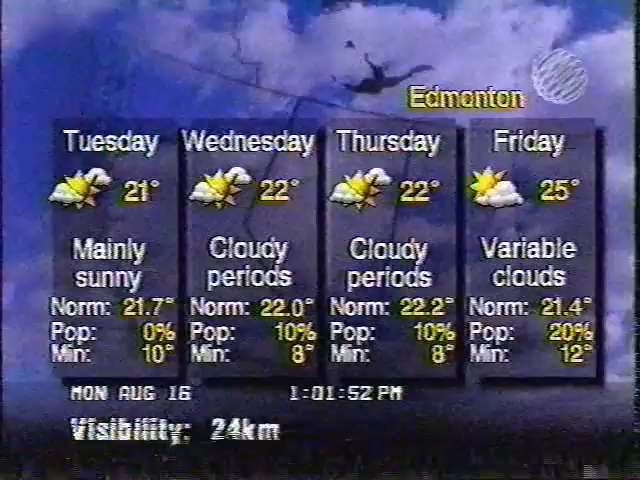 Edmonton
Tuesday Wednesday Thursday Friday
21° 22° 22° 25°
Mainly sunny Cloudy periods Cloudy periods Variable clouds
Norm: 21.7° Norm: 22.0° Norm: 22.2° Norm: 21.4°
Pop: 0% Pop: 10% Pop: 10% Pop: 20%
Min: 10° Min: 8° Min: 8° Min: 12°
MON AUG 16 1:01:52 PM
Visibility: 24km